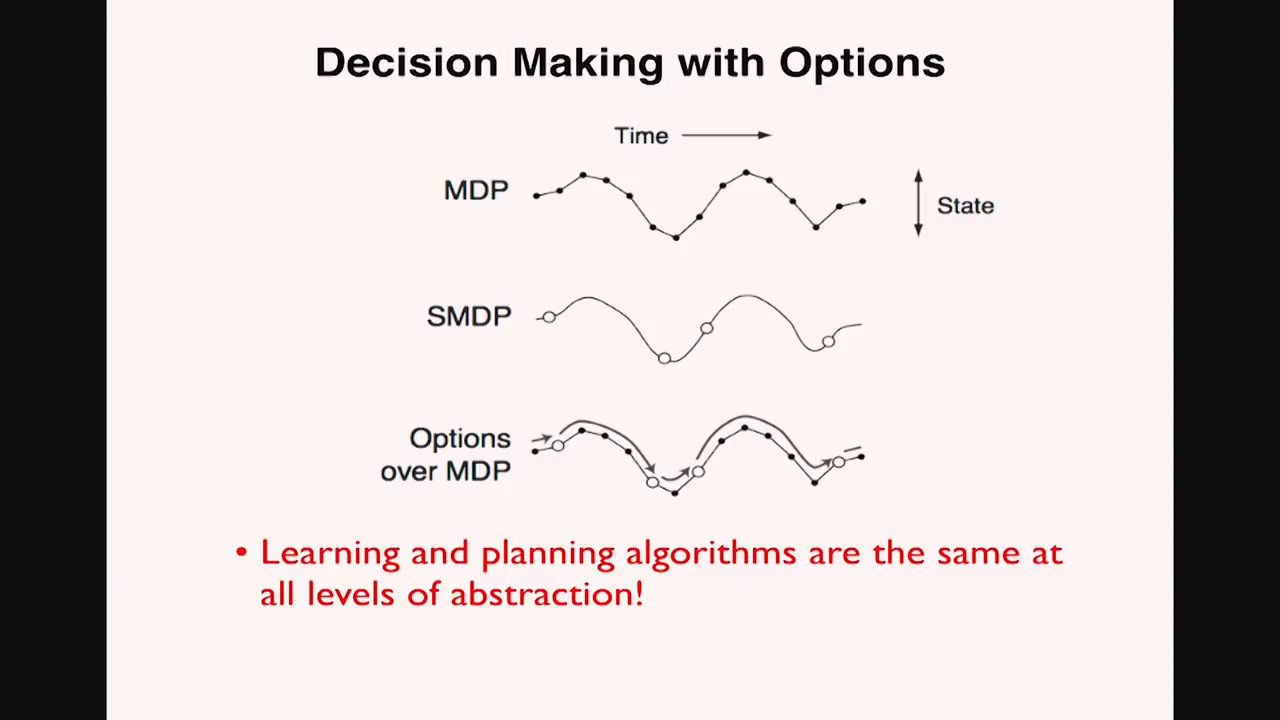 Decision Making with Options
Time
MDP
State
SMDP
Options
over MDP
• Learning and planning algorithms are the same at
all levels of abstraction!